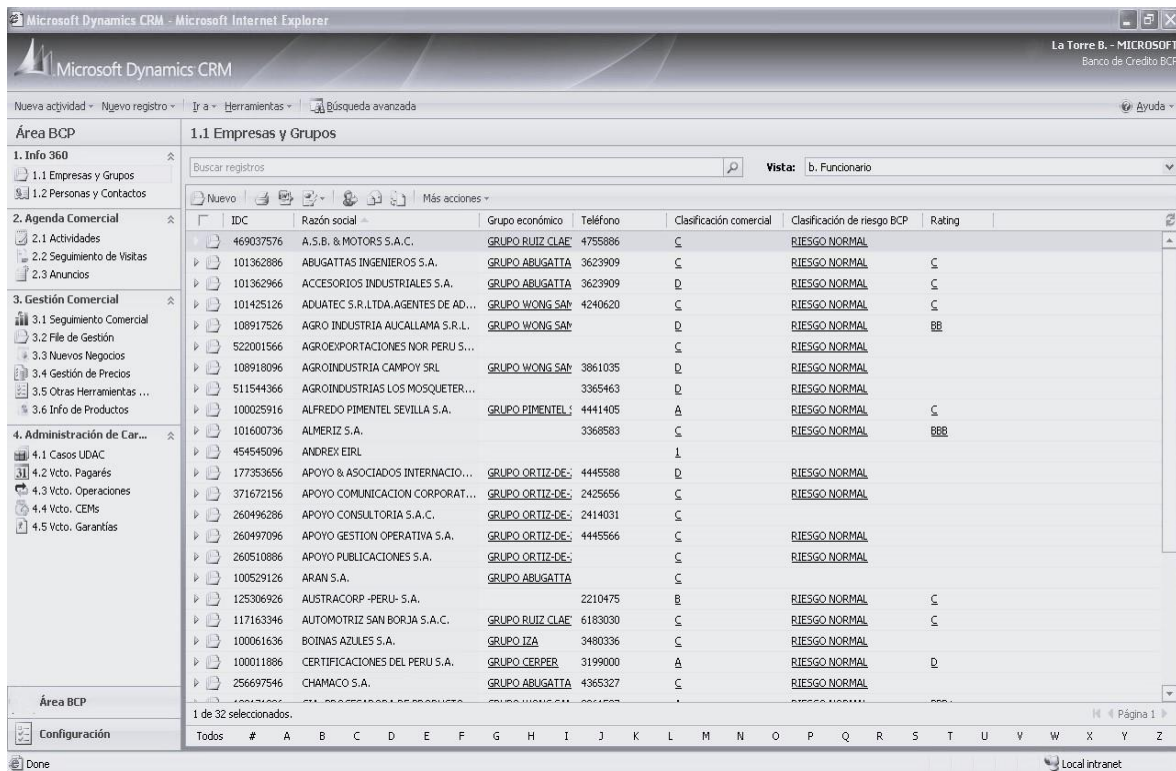 Microsoft Dynamics CRM - Microsoft Internet Explorer
La Torre B. - MICROSOFT
Banco de Credito BCP
Microsoft Dynamics CRM
Nueva actividad Nuevo registro Ir a Herramientas Búsqueda avanzada Ayuda
Área BCP
1. Info 360
1.1 Empresas y Grupos
1.2 Personas y Contactos
2. Agenda Comercial
2.1 Actividades
2.2 Seguimiento de Visitas
2.3 Anuncios
3. Gestión Comercial
3.1 Seguimiento Comercial
3.2 File de Gestión
3.3 Nuevos Negocios
3.4 Gestión de Precios
3.5 Otras Herramientas ...
3.6 Info de Productos
4. Administración de Car...
4.1 Casos UDAC
4.2 Vcto. Pagarés
4.3 Vcto. Operaciones
4.4 Vcto. CEMs
4.5 Vcto. Garantías
Área BCP
Configuración
1.1 Empresas y Grupos
Buscar registros Vista: b. Funcionario
Nuevo Más acciones
IDC Razón social Grupo económico Teléfono Clasificación comercial Clasificación de riesgo BCP Rating
469037576 A.S.B. & MOTORS S.A.C. GRUPO RUIZ CLAE 4755886 C RIESGO NORMAL
101362886 ABUGATTAS INGENIEROS S.A. GRUPO ABUGATTA 3623909 C RIESGO NORMAL C
101362966 ACCESORIOS INDUSTRIALES S.A. GRUPO ABUGATTA 3623909 D RIESGO NORMAL C
101425126 ADUATEC S.R.LTDA.AGENTES DE AD... GRUPO WONG SAN 4240620 C RIESGO NORMAL C
108917526 AGRO INDUSTRIA AUCALLAMA S.R.L. GRUPO WONG SAN D RIESGO NORMAL BB
522001566 AGROEXPORTACIONES NOR PERU S... C RIESGO NORMAL
108918096 AGROINDUSTRIA CAMPOY SRL GRUPO WONG SAN 3861035 D RIESGO NORMAL
511544366 AGROINDUSTRIAS LOS MOSQUETER... 3365463 D RIESGO NORMAL
100025916 ALFREDO PIMENTEL SEVILLA S.A. GRUPO PIMENTEL 4441405 A RIESGO NORMAL C
101600736 ALMERIZ S.A. 3368583 C RIESGO NORMAL BBB
454545096 ANDREX EIRL 1
177353656 APOYO & ASOCIADOS INTERNACIO... GRUPO ORTIZ-DE- 4445588 D RIESGO NORMAL
371672156 APOYO COMUNICACION CORPORAT... GRUPO ORTIZ-DE- 2425656 C RIESGO NORMAL
260496286 APOYO CONSULTORIA S.A.C. GRUPO ORTIZ-DE- 2414031 C
260497096 APOYO GESTION OPERATIVA S.A. GRUPO ORTIZ-DE- 4445566 C RIESGO NORMAL
260510886 APOYO PUBLICACIONES S.A. GRUPO ORTIZ-DE- C RIESGO NORMAL
100529126 ARAN S.A. GRUPO ABUGATTA C
125306926 AUSTRACORP -PERU- S.A. 2210475 B RIESGO NORMAL C
117163346 AUTOMOTRIZ SAN BORJA S.A.C. GRUPO RUIZ CLAE 6183030 C RIESGO NORMAL C
100061636 BOINAS AZULES S.A. GRUPO IZA 3480336 C RIESGO NORMAL
100011886 CERTIFICACIONES DEL PERU S.A. GRUPO CERPER 3199000 A RIESGO NORMAL D
256697546 CHAMACO S.A. GRUPO ABUGATTA 4365327 C RIESGO NORMAL
1 de 32 seleccionados. Página 1
Todos # A B C D E F G H I J K L M N O P Q R S T U V W X Y Z
Done Local intranet